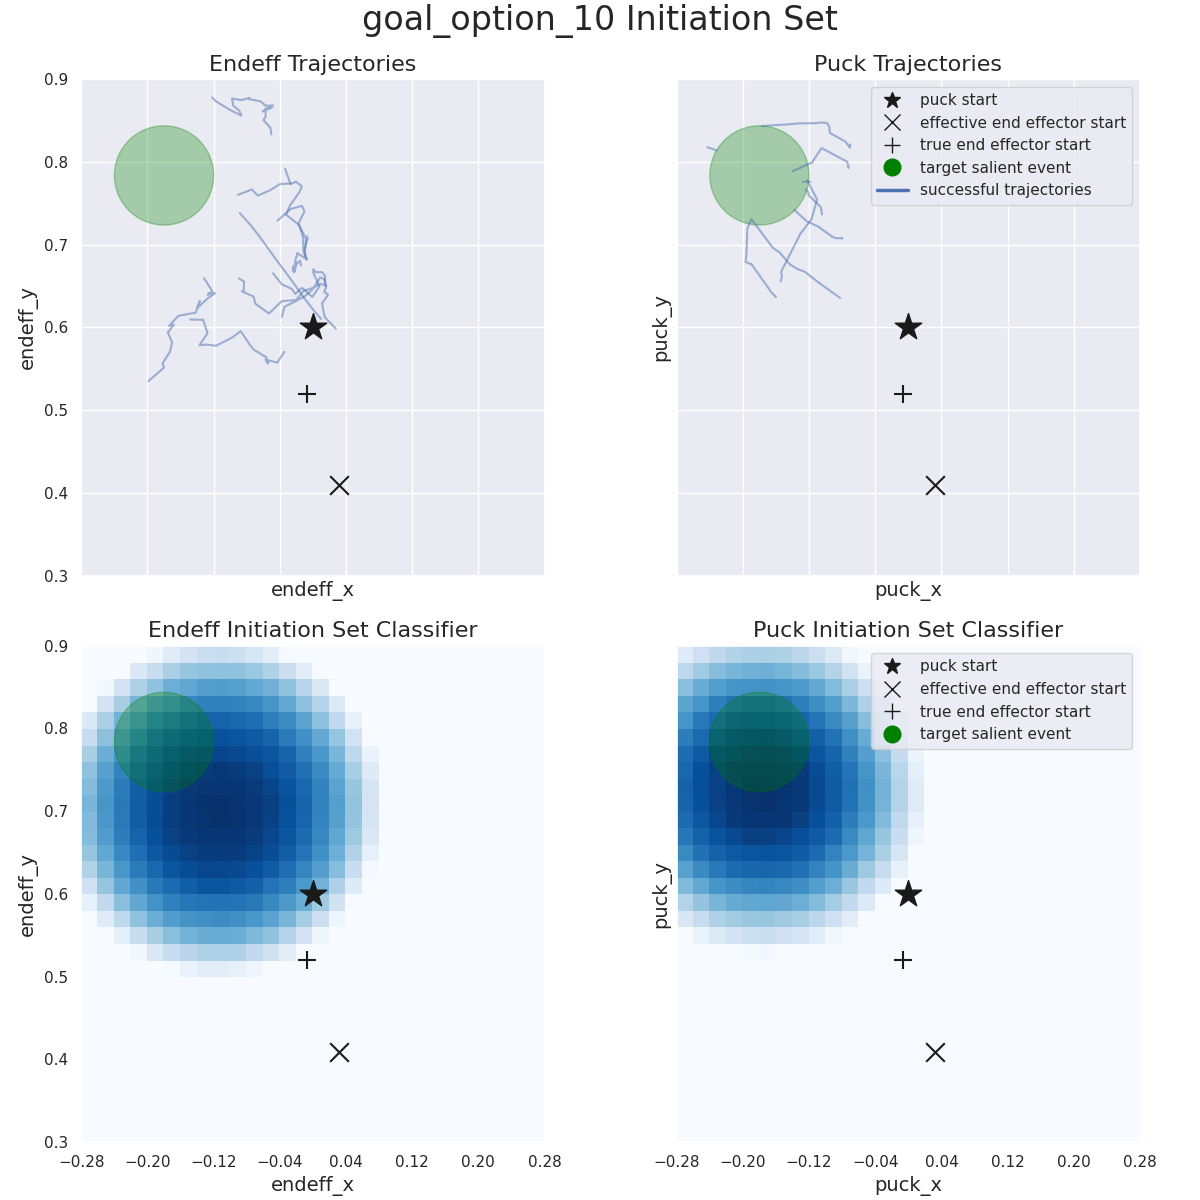 goal_option_10 Initiation Set
Endeff Trajectories
0.9
0.8
0.7
0.6
0.5
0.4
0.3
endeff_y
endeff_x
Puck Trajectories
puck start
effective end effector start
true end effector start
target salient event
successful trajectories
puck_y
puck_x
Endeff Initiation Set Classifier
0.9
0.8
0.7
0.6
0.5
0.4
0.3
endeff_y
−0.28 −0.20 −0.12 −0.04 0.04 0.12 0.20 0.28
endeff_x
Puck Initiation Set Classifier
puck start
effective end effector start
true end effector start
target salient event
puck_y
−0.28 −0.20 −0.12 −0.04 0.04 0.12 0.20 0.28
puck_x